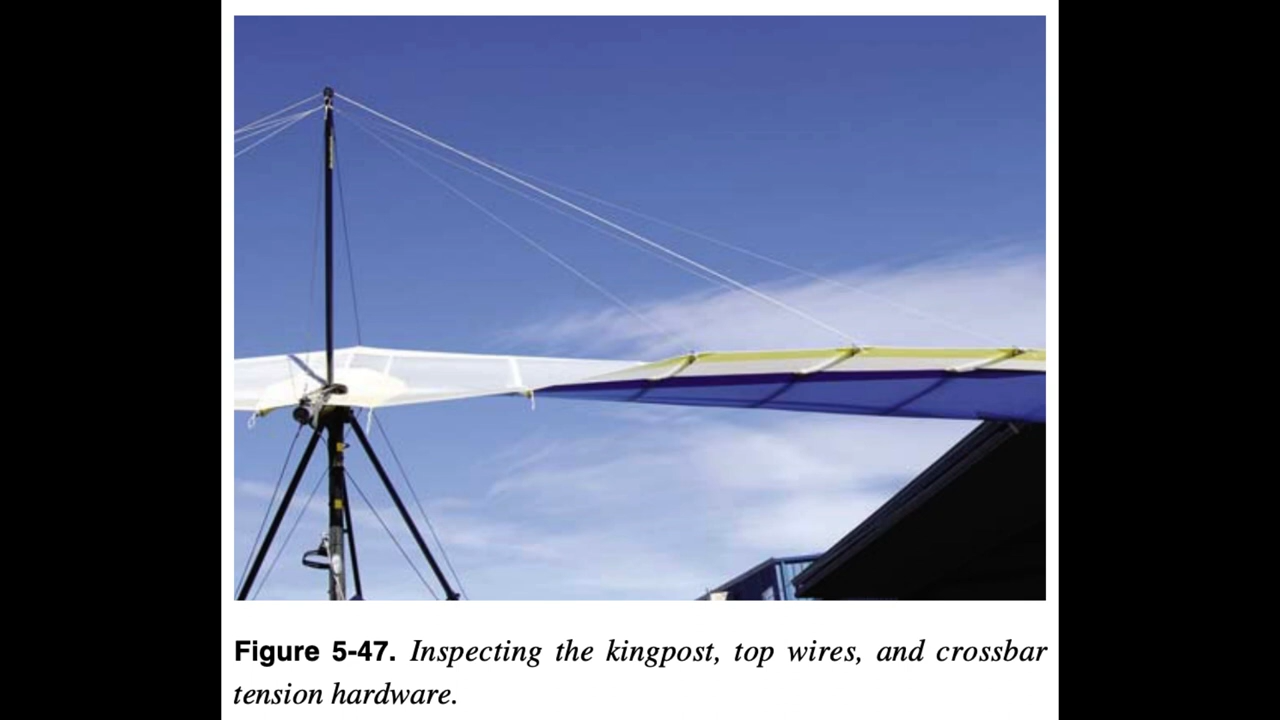 Figure 5-47. Inspecting the kingpost, top wires, and crossbar
tension hardware.